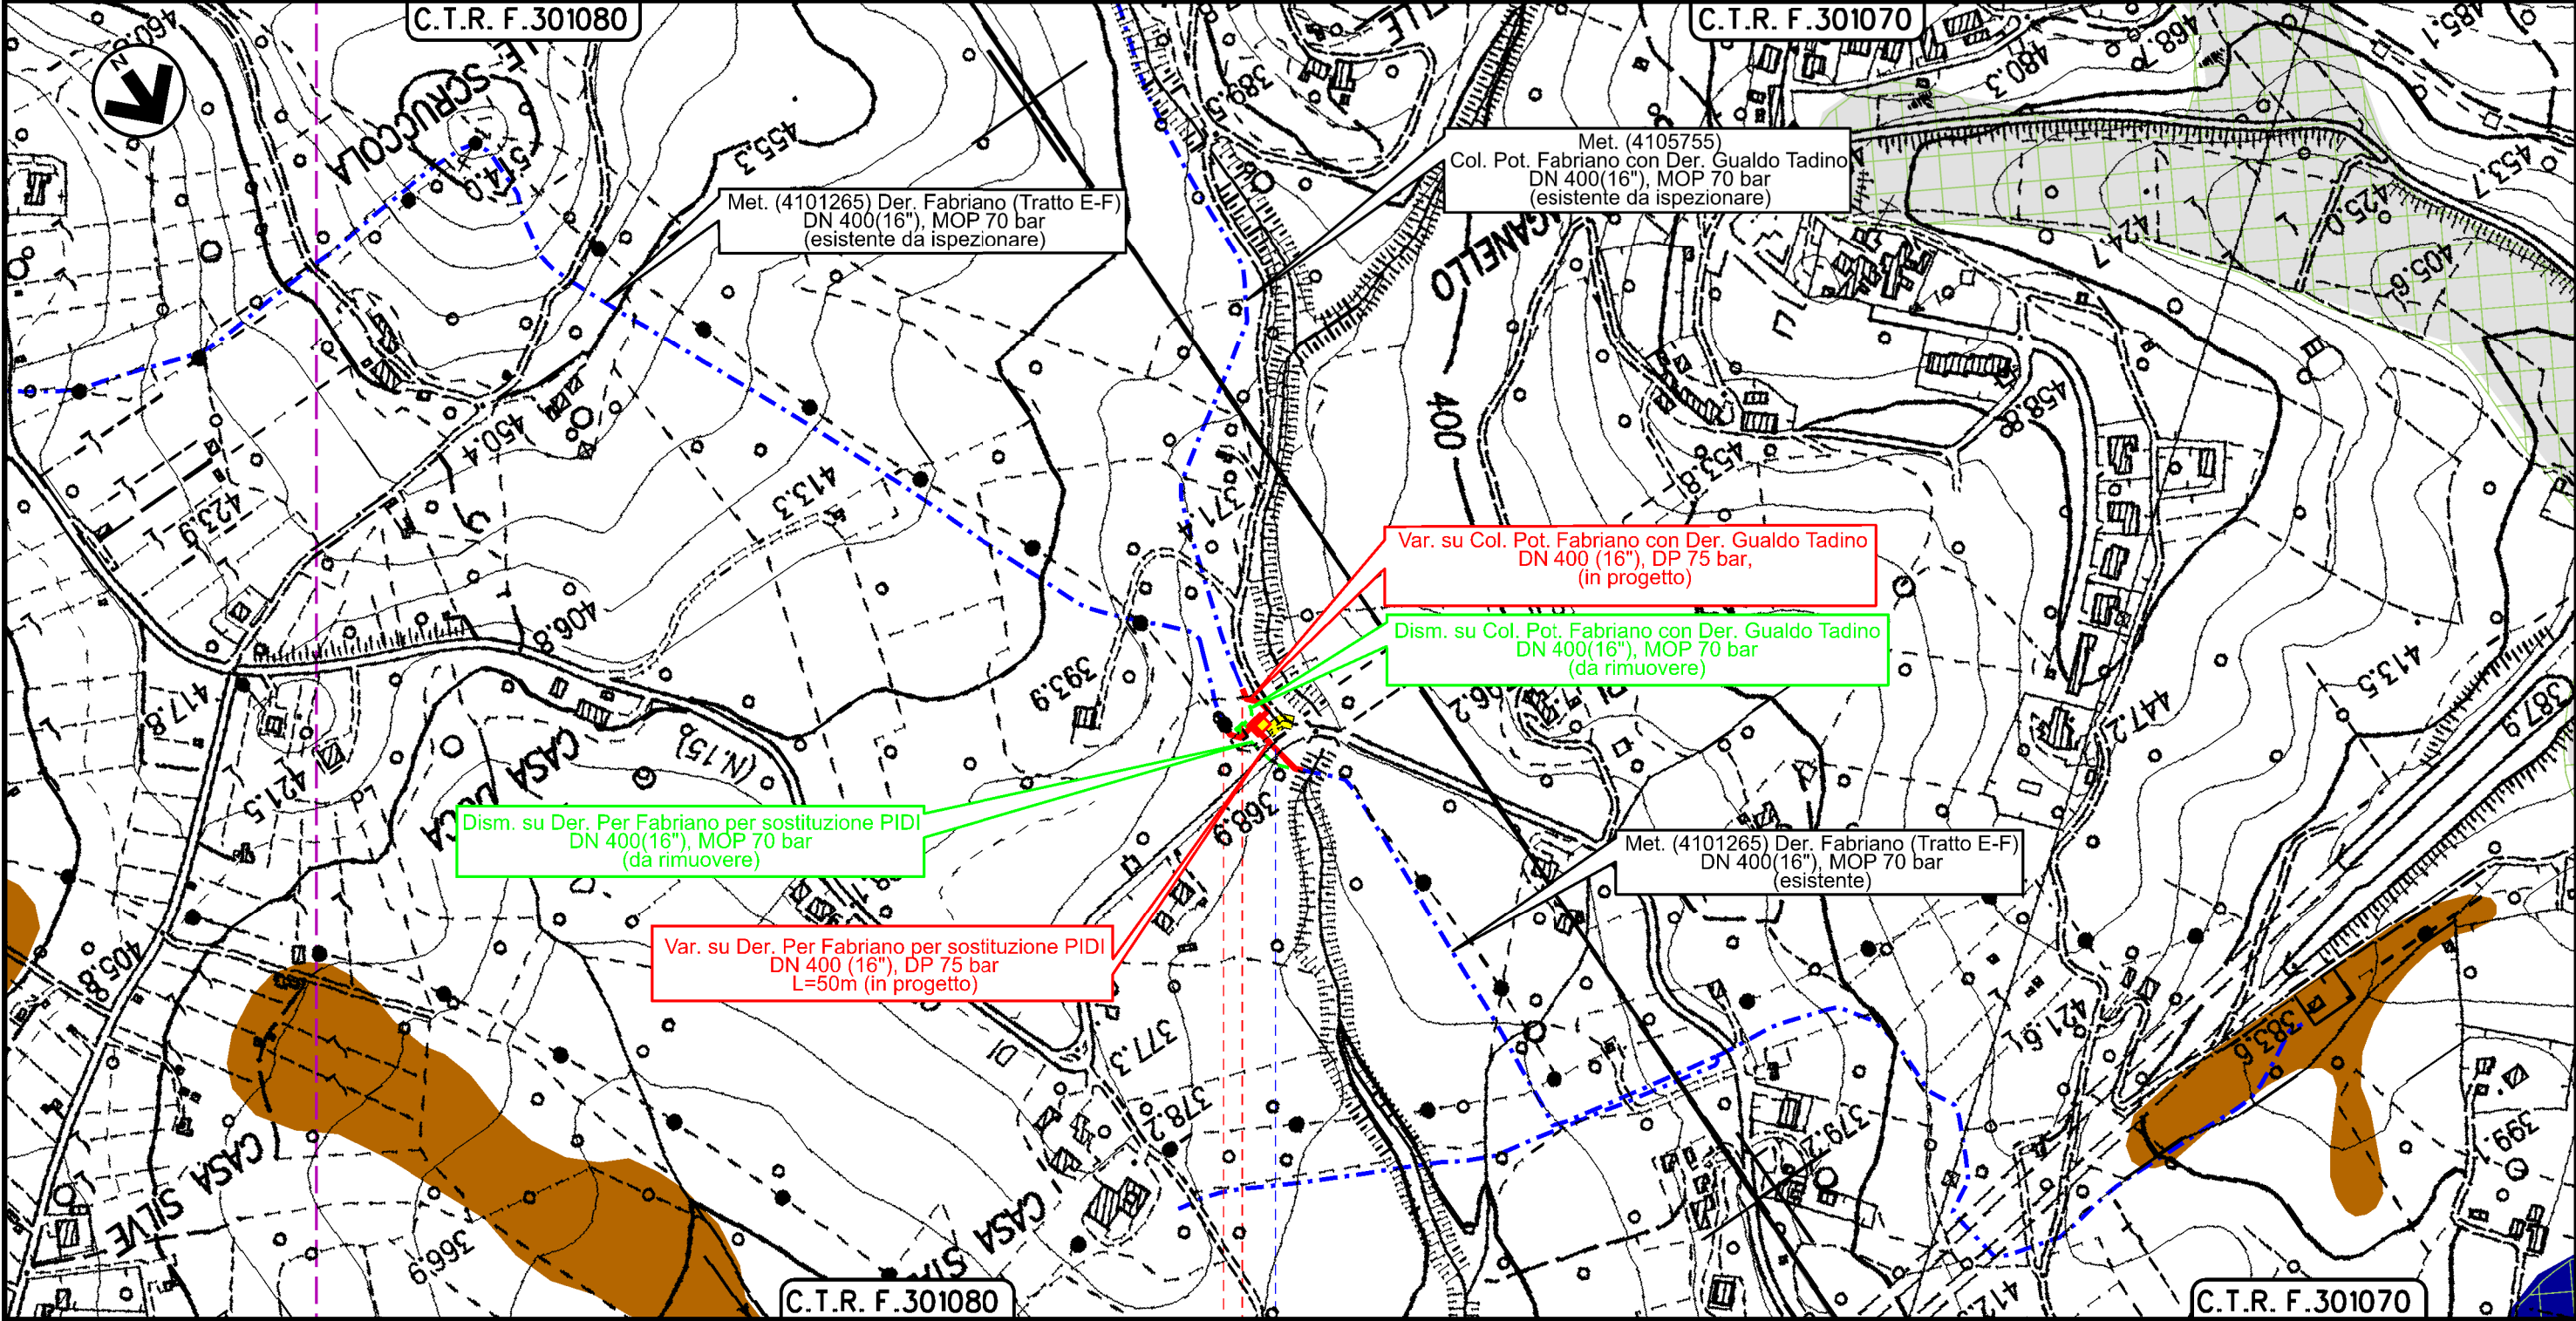 C.T.R. F.301080
C.T.R. F.301070
N
460.
SCRUCCOLA
514.0
455.3
389.5
480.3
468.7
485.1
453.7
425.0
424.7
405.6
Met. (4101265) Der. Fabriano (Tratto E-F)
DN 400(16"), MOP 70 bar
(esistente da ispezionare)
Met. (4105755)
Col. Pot. Fabriano con Der. Gualdo Tadino
DN 400(16"), MOP 70 bar
(esistente da ispezionare)
GANELLO
DI
400
450.4
423.9
413.3
371.
453.8
458.8
Var. su Col. Pot. Fabriano con Der. Gualdo Tadino
DN 400 (16"), DP 75 bar,
(in progetto)
Dism. su Col. Pot. Fabriano con Der. Gualdo Tadino
DN 400(16"), MOP 70 bar
(da rimuovere)
406.8
393.9
417.8
421.5
CASA
(N.15)
447.2
413.5
387.9
368.9
Dism. su Der. Per Fabriano per sostituzione PIDI
DN 400(16"), MOP 70 bar
(da rimuovere)
Met. (4101265) Der. Fabriano (Tratto E-F)
DN 400(16"), MOP 70 bar
(esistente)
Var. su Der. Per Fabriano per sostituzione PIDI
DN 400 (16"), DP 75 bar
L=50m (in progetto)
405.8
DI
377.3
378.2
421.6
383.6
379.2
399.
CASA
SILVE
CASA
366.9
412.
C.T.R. F.301080
C.T.R. F.301070